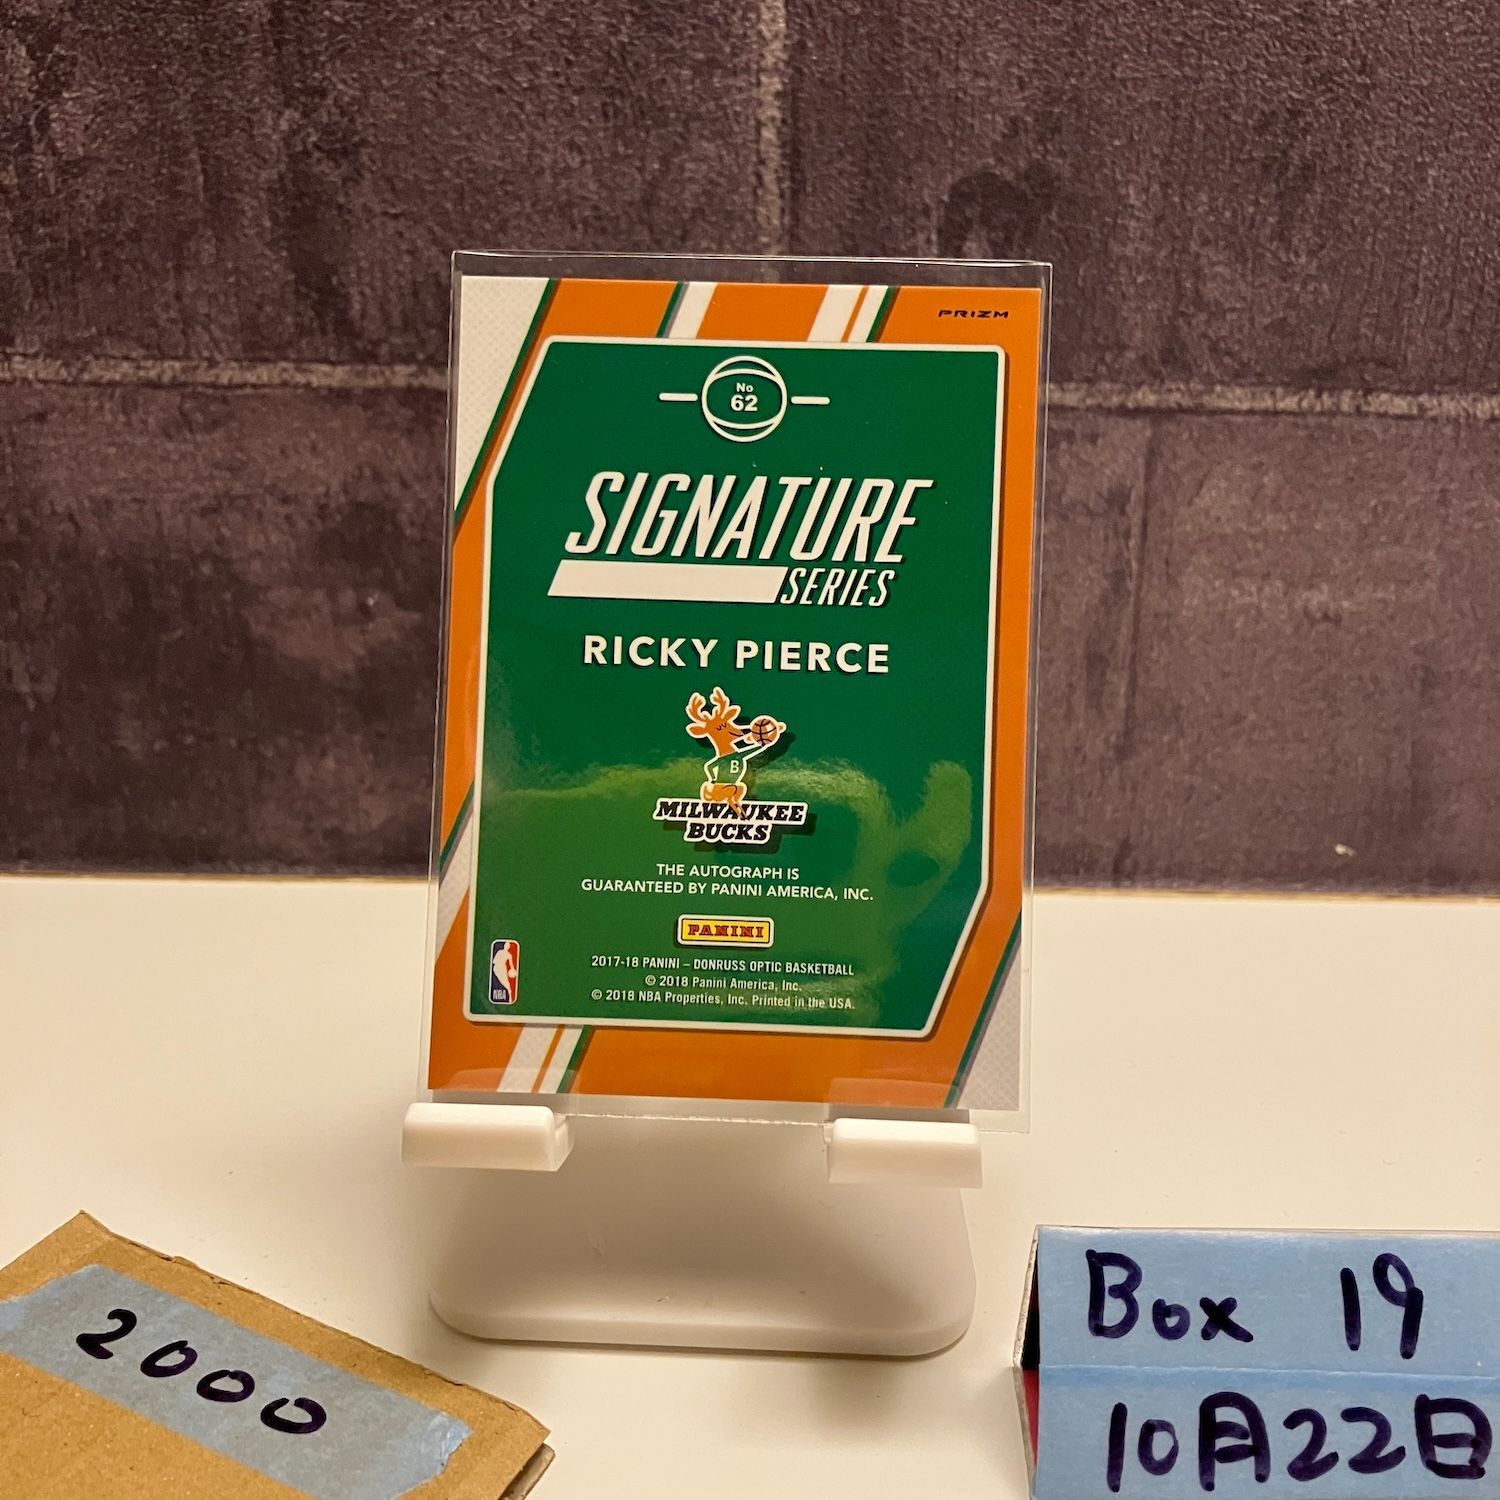 PRIZM
No
62
SIGNATURE
SERIES
RICKY PIERCE
B
MILWAUKEE
BUCKS
THE AUTOGRAPH IS
GUARANTEED BY PANINI AMERICA, INC.
PANINI
NBA
2017-18 PANINI – DONRUSS OPTIC BASKETBALL
© 2018 Panini America, Inc.
© 2018 NBA Properties, Inc. Printed in the USA.
2000
Box 19
10月22日